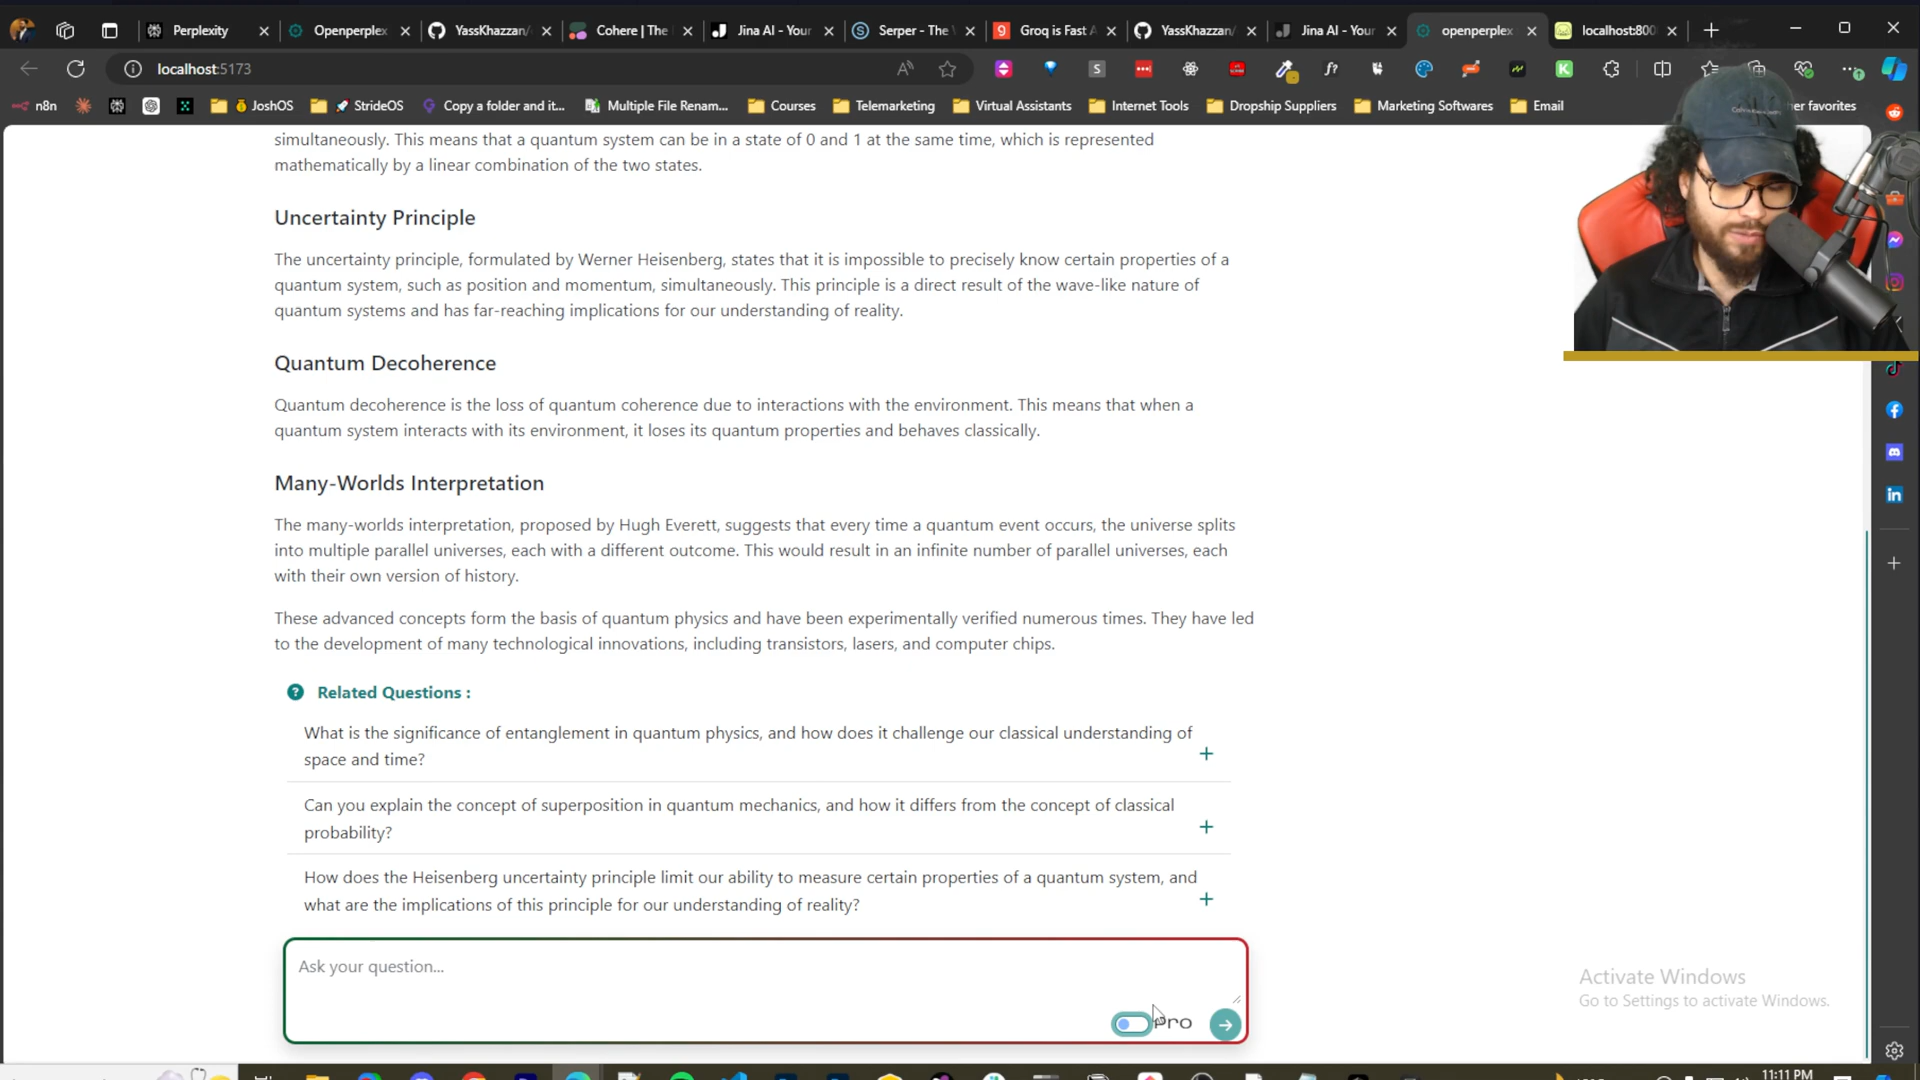 Perplexity
Openperplex
YassKhazzan/
Cohere | The
Jina AI - Your
Serper - The
Groq is Fast A
YassKhazzan/
Jina AI - Your
openperplex
localhost:800
localhost:5173
n8n
JoshOS
StrideOS
Copy a folder and it...
Multiple File Renam...
Courses
Telemarketing
Virtual Assistants
Internet Tools
Dropship Suppliers
Marketing Softwares
Email
er favorites
simultaneously. This means that a quantum system can be in a state of 0 and 1 at the same time, which is represented
mathematically by a linear combination of the two states.
Uncertainty Principle
The uncertainty principle, formulated by Werner Heisenberg, states that it is impossible to precisely know certain properties of a
quantum system, such as position and momentum, simultaneously. This principle is a direct result of the wave-like nature of
quantum systems and has far-reaching implications for our understanding of reality.
Quantum Decoherence
Quantum decoherence is the loss of quantum coherence due to interactions with the environment. This means that when a
quantum system interacts with its environment, it loses its quantum properties and behaves classically.
Many-Worlds Interpretation
The many-worlds interpretation, proposed by Hugh Everett, suggests that every time a quantum event occurs, the universe splits
into multiple parallel universes, each with a different outcome. This would result in an infinite number of parallel universes, each
with their own version of history.
These advanced concepts form the basis of quantum physics and have been experimentally verified numerous times. They have led
to the development of many technological innovations, including transistors, lasers, and computer chips.
Related Questions :
What is the significance of entanglement in quantum physics, and how does it challenge our classical understanding of
space and time?
Can you explain the concept of superposition in quantum mechanics, and how it differs from the concept of classical
probability?
How does the Heisenberg uncertainty principle limit our ability to measure certain properties of a quantum system, and
what are the implications of this principle for our understanding of reality?
Ask your question...
Pro
Activate Windows
Go to Settings to activate Windows.
11:11 PM